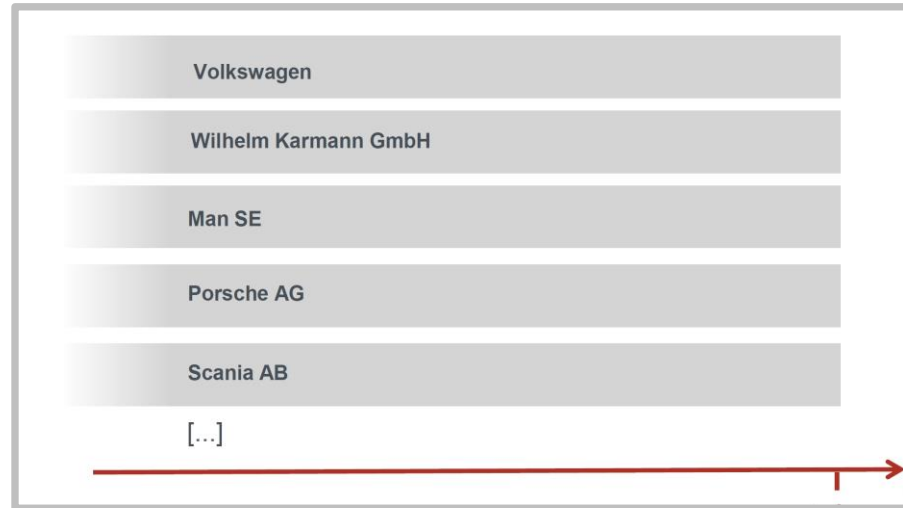 Volkswagen
Wilhelm Karmann GmbH
Man SE
Porsche AG
Scania AB
[...]